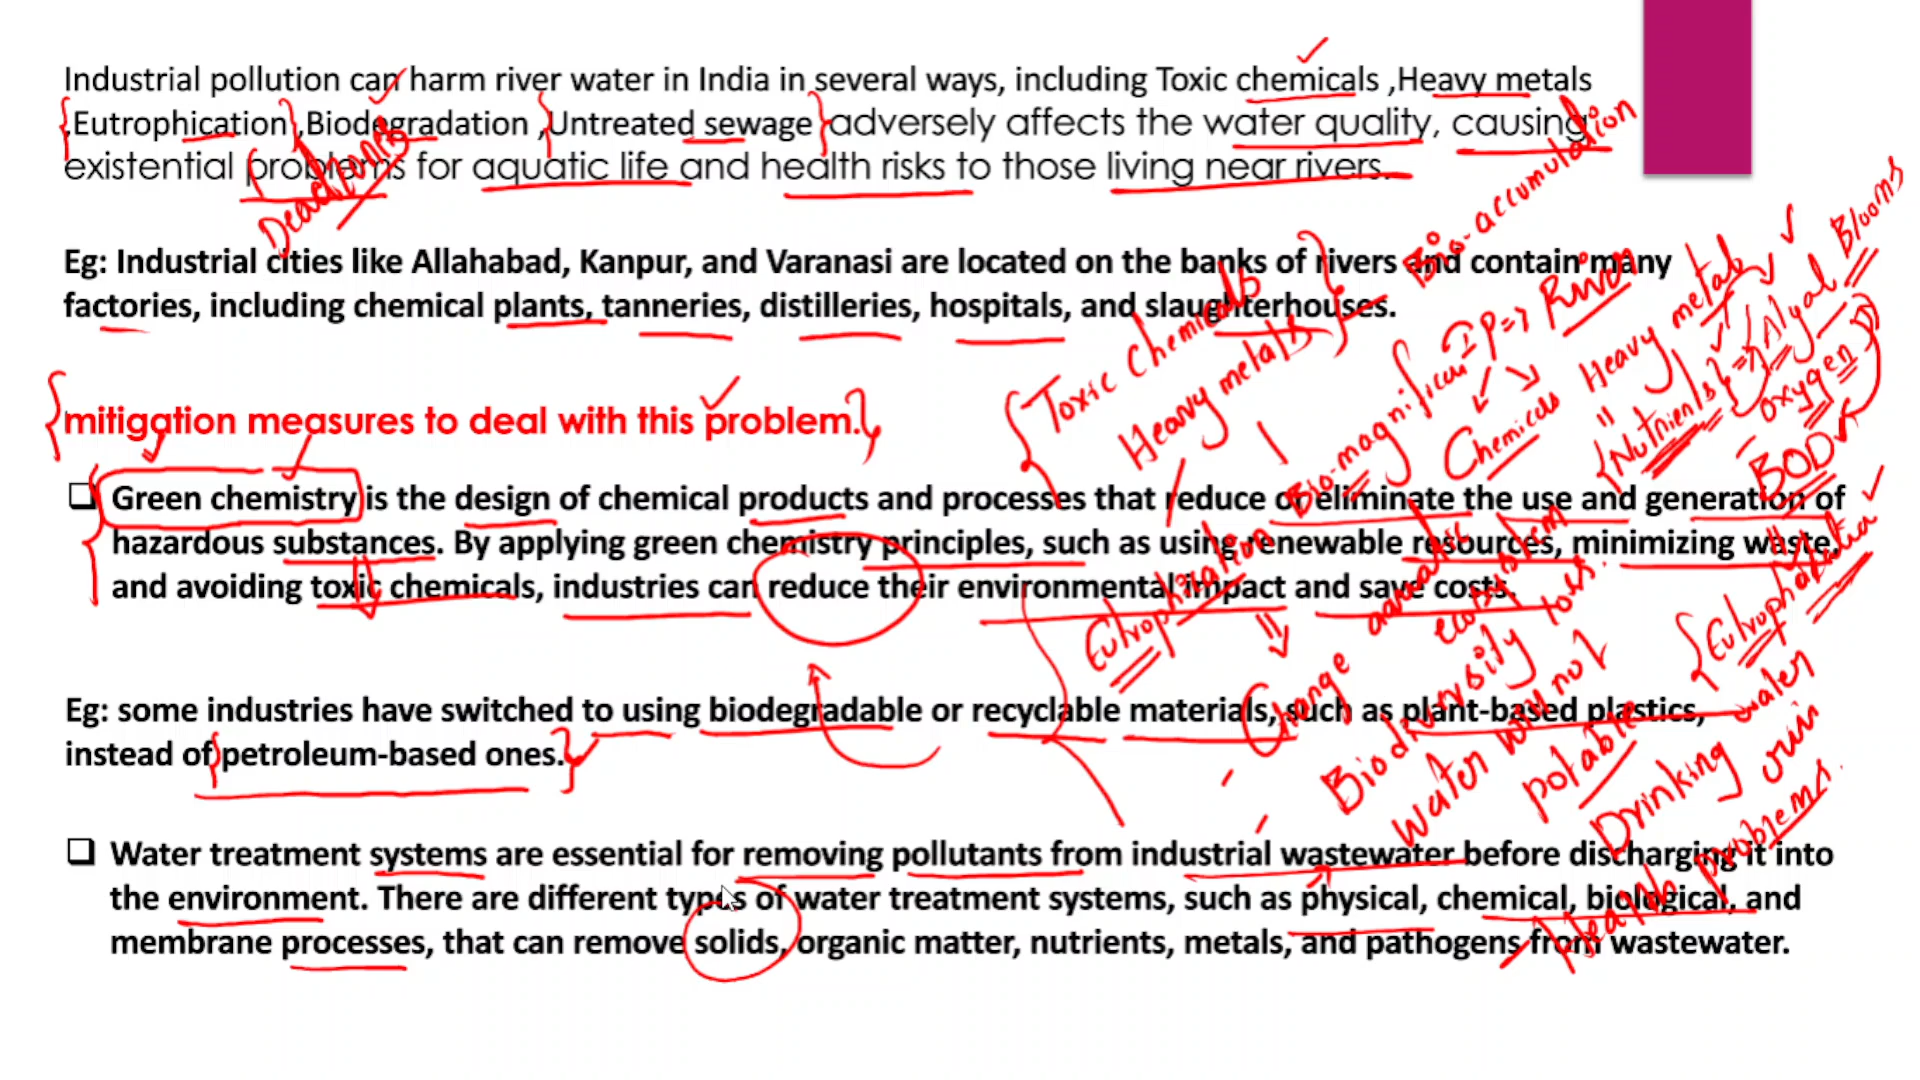 Industrial pollution can harm river water in India in several ways, including Toxic chemicals ,Heavy metals
,Eutrophication ,Biodegradation ,Untreated sewage adversely affects the water quality, causing
existential problems for aquatic life and health risks to those living near rivers.
Deadzones
Bio-accumulation
Eg: Industrial cities like Allahabad, Kanpur, and Varanasi are located on the banks of rivers and contain many
factories, including chemical plants, tanneries, distilleries, hospitals, and slaughterhouses.
Toxic Chemicals
Heavy metals
IP => River
Chemicals
Heavy metals
Nutrients
Algal Blooms
oxygen
BOD
mitigation measures to deal with this problem.
❑ Green chemistry is the design of chemical products and processes that reduce or eliminate the use and generation of
hazardous substances. By applying green chemistry principles, such as using renewable resources, minimizing waste,
and avoiding toxic chemicals, industries can reduce their environmental impact and save costs.
Change
aquatic
ecosystem
Biodiversity loss.
Water will not
potable
Drinking water
Health problems.
Eg: some industries have switched to using biodegradable or recyclable materials, such as plant-based plastics,
instead of petroleum-based ones.
❑ Water treatment systems are essential for removing pollutants from industrial wastewater before discharging it into
the environment. There are different types of water treatment systems, such as physical, chemical, biological, and
membrane processes, that can remove solids, organic matter, nutrients, metals, and pathogens from wastewater.